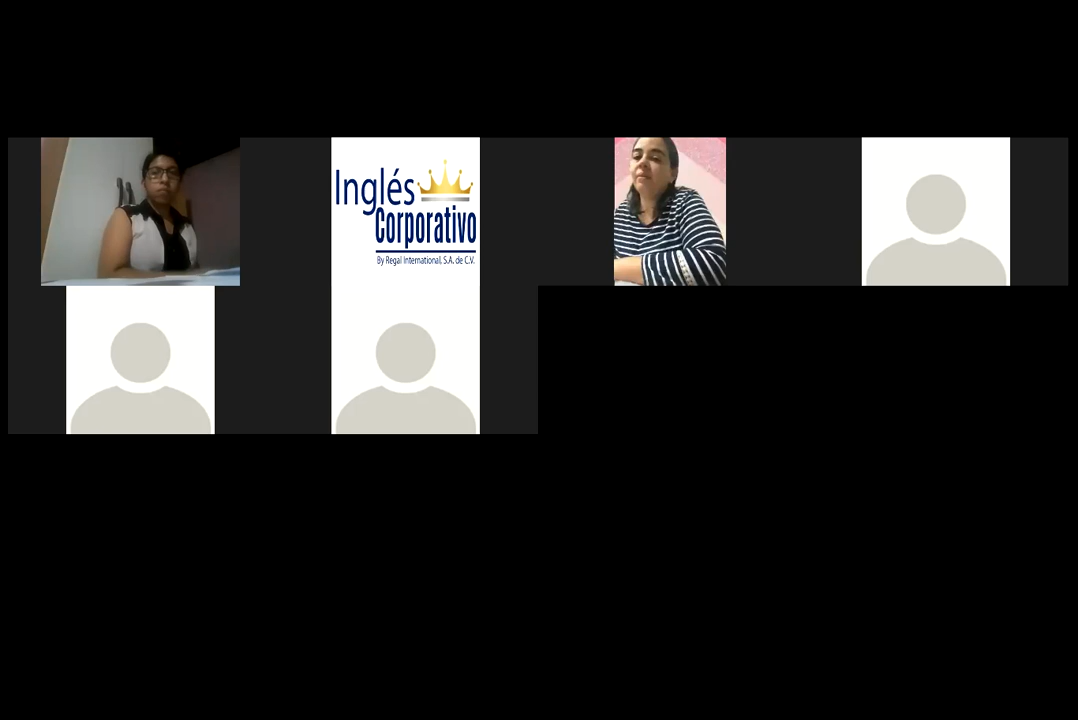 Inglés
Corporativo
By Regal International, S.A. de C.V.